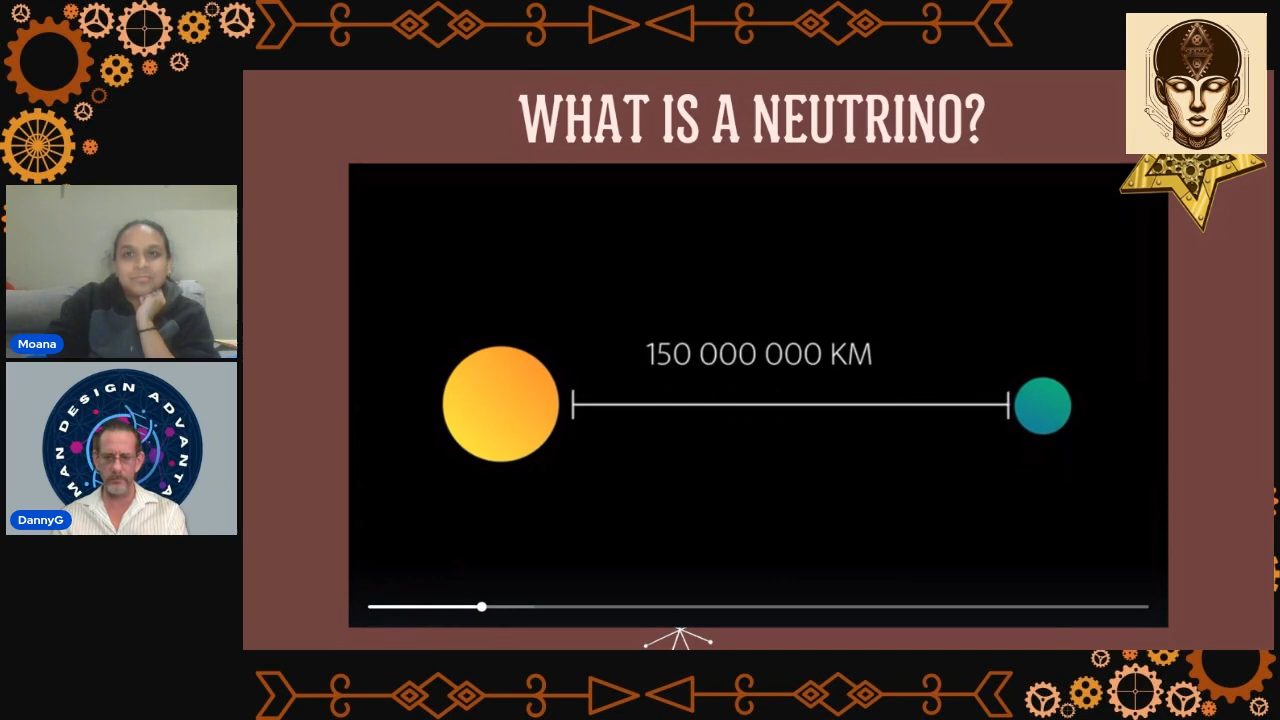 WHAT IS A NEUTRINO?
150 000 000 KM
Moana
MAN DESIGN ADVANTA
DannyG